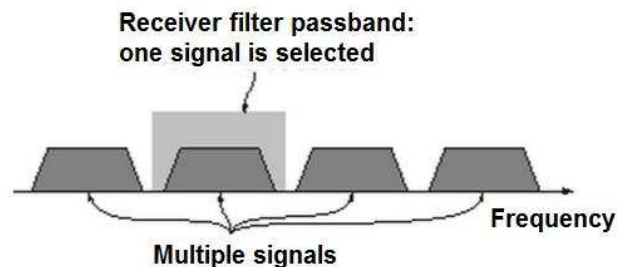 Receiver filter passband:
one signal is selected
Frequency
Multiple signals